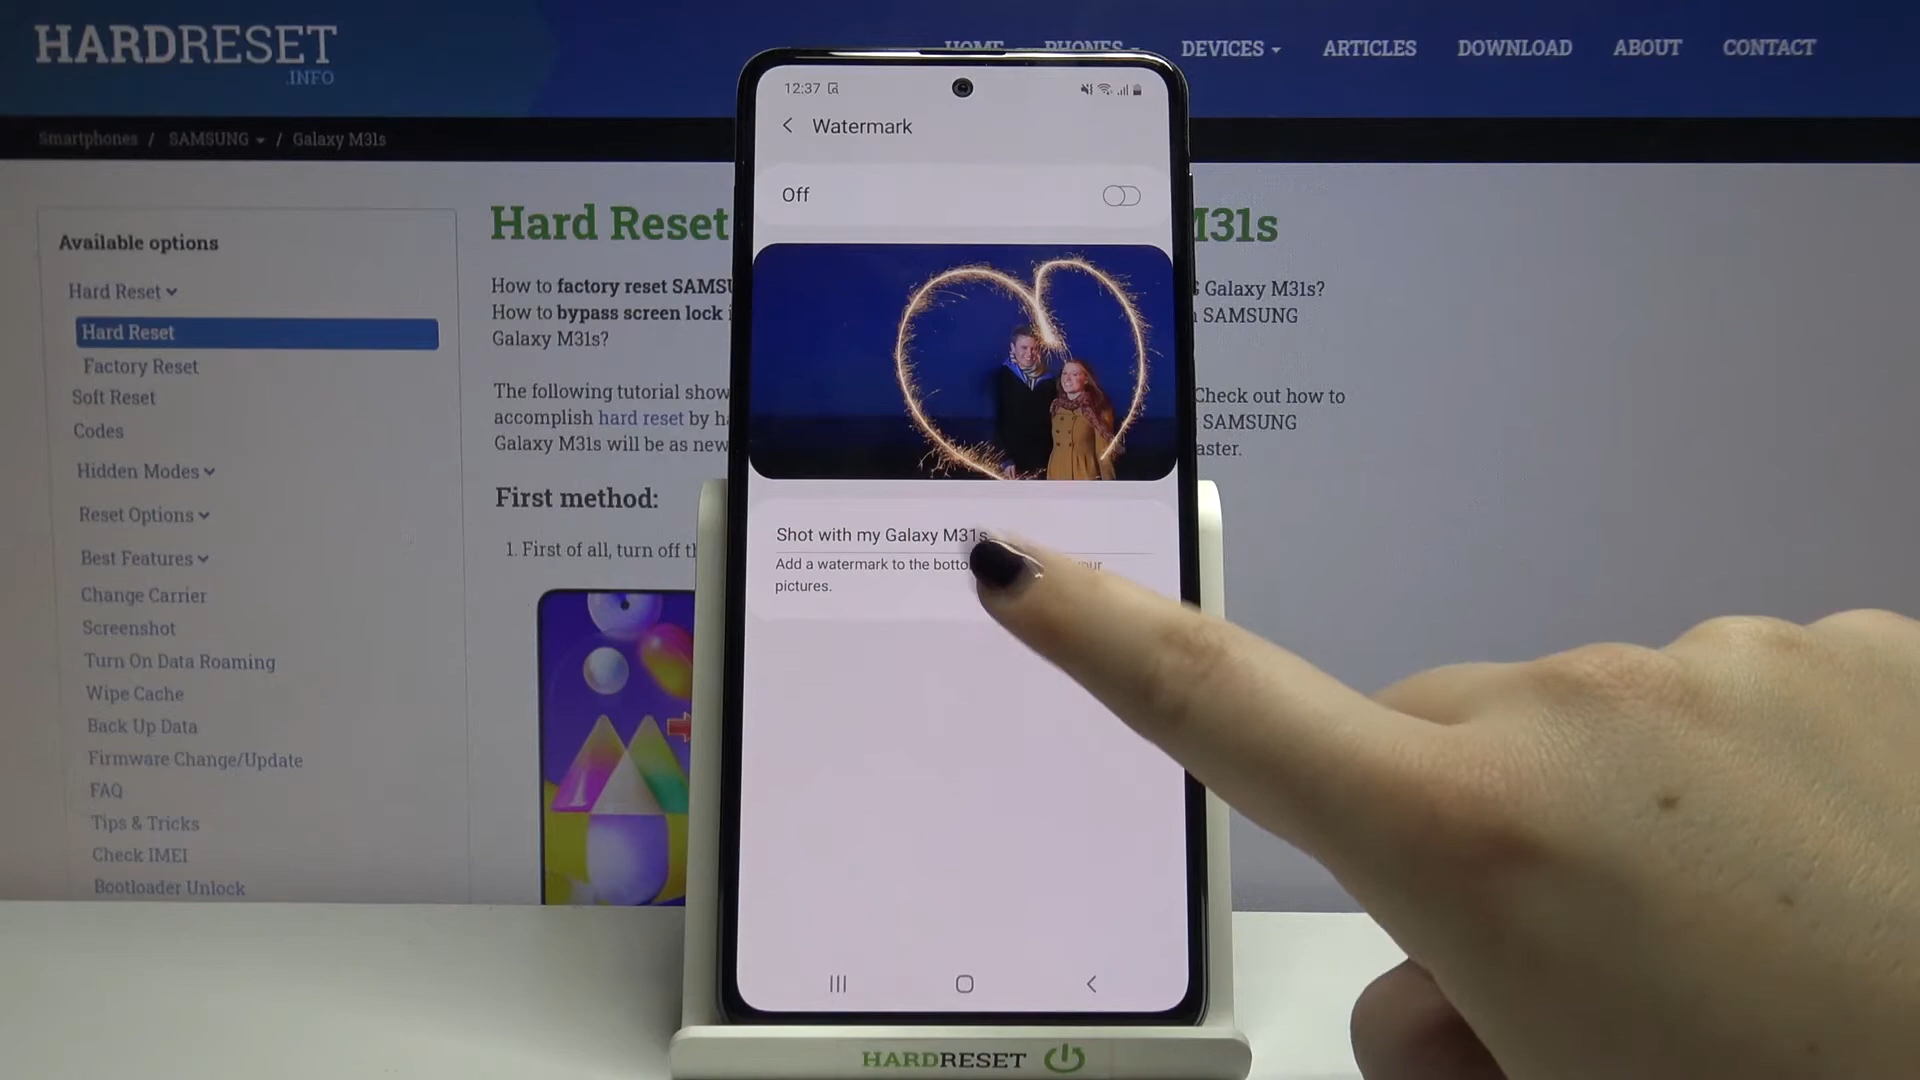 HARDRESET
.INFO
HOME PHONES DEVICES ARTICLES DOWNLOAD ABOUT CONTACT
Smartphones / SAMSUNG / Galaxy M31s
Available options
Hard Reset
Hard Reset
Factory Reset
Soft Reset
Codes
Hidden Modes
Reset Options
Best Features
Change Carrier
Screenshot
Turn On Data Roaming
Wipe Cache
Back Up Data
Firmware Change/Update
FAQ
Tips & Tricks
Check IMEI
Bootloader Unlock
Hard Reset M31s
How to factory reset SAMSU Galaxy M31s?
How to bypass screen lock SAMSUNG
Galaxy M31s?
The following tutorial show Check out how to
accomplish hard reset by SAMSUNG
Galaxy M31s will be as new aster.
First method:
1. First of all, turn off
12:37
Watermark
Off
Shot with my Galaxy M31s
Add a watermark to the botto your
pictures.
HARDRESET